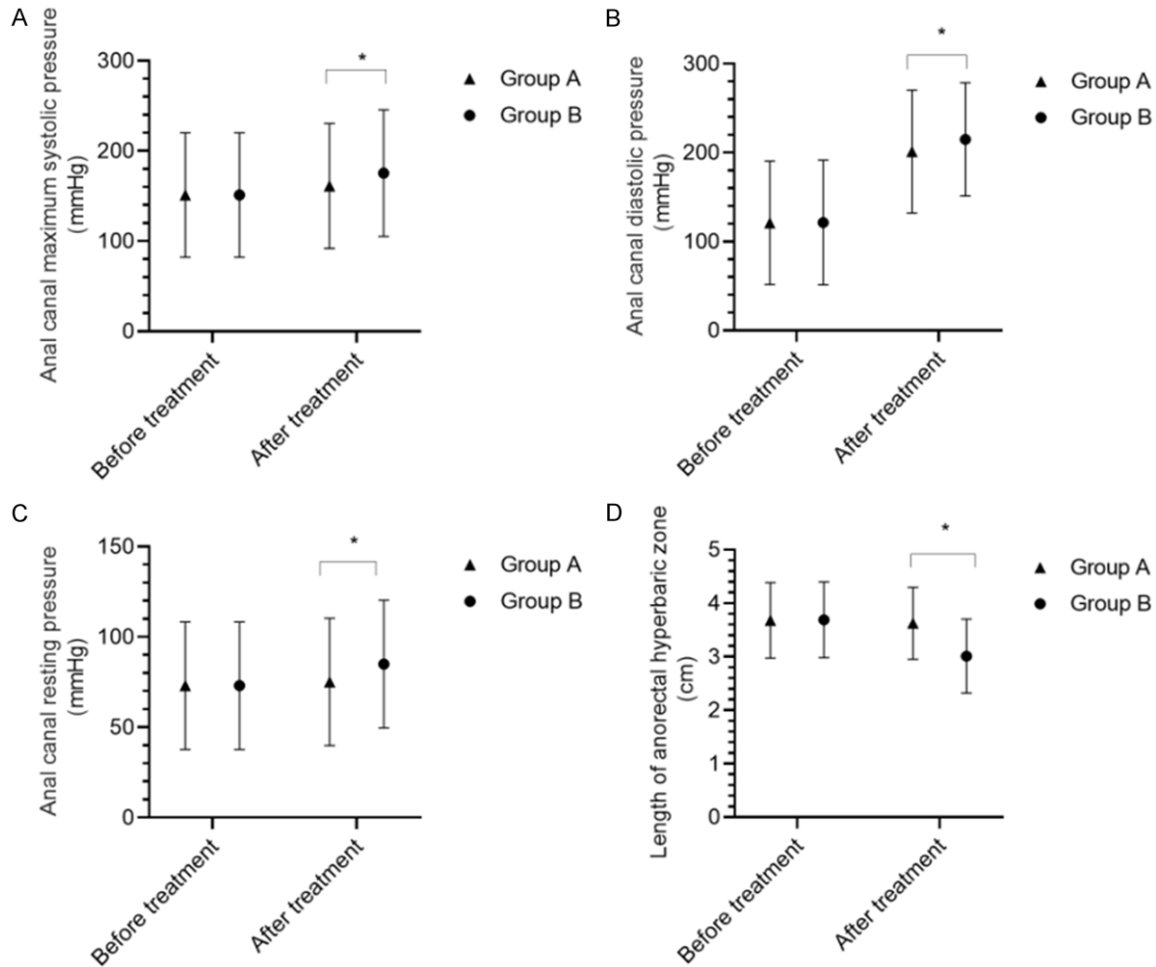 A
Anal canal maximum systolic pressure
(mmHg)
300
200
100
0
*
Group A
Group B
Before treatment
After treatment
B
Anal canal diastolic pressure
(mmHg)
300
200
100
0
*
Group A
Group B
Before treatment
After treatment
C
Anal canal resting pressure
(mmHg)
150
100
50
0
*
Group A
Group B
Before treatment
After treatment
D
Length of anorectal hyperbaric zone
(cm)
5
4
3
2
1
0
*
Group A
Group B
Before treatment
After treatment